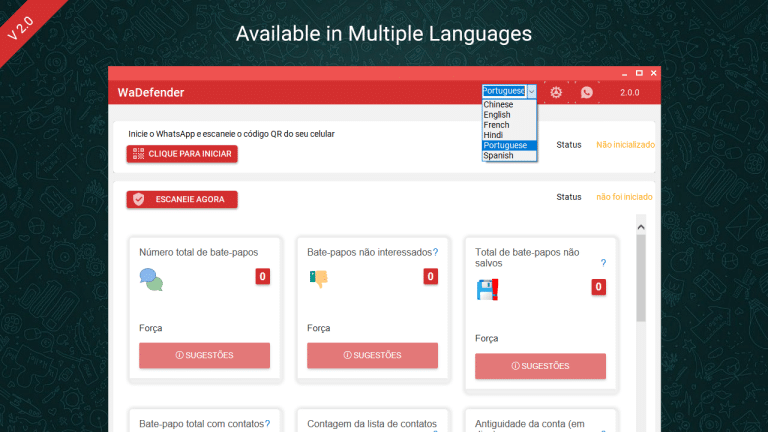 V 2.0
Available in Multiple Languages
WaDefender
Portuguese
2.0.0
Chinese
English
French
Hindi
Portuguese
Spanish
Inicie o WhatsApp e escaneie o código QR do seu celular
CLIQUE PARA INICIAR
Status
Não inicializado
ESCANEIE AGORA
Status
não foi iniciado
Número total de bate-papos
0
Força
SUGESTÕES
Bate-papos não interessados?
0
Força
SUGESTÕES
Total de bate-papos não
salvos ?
0
Força
SUGESTÕES
Bate-papo total com contatos?
Contagem da lista de contatos
Antiguidade da conta (em